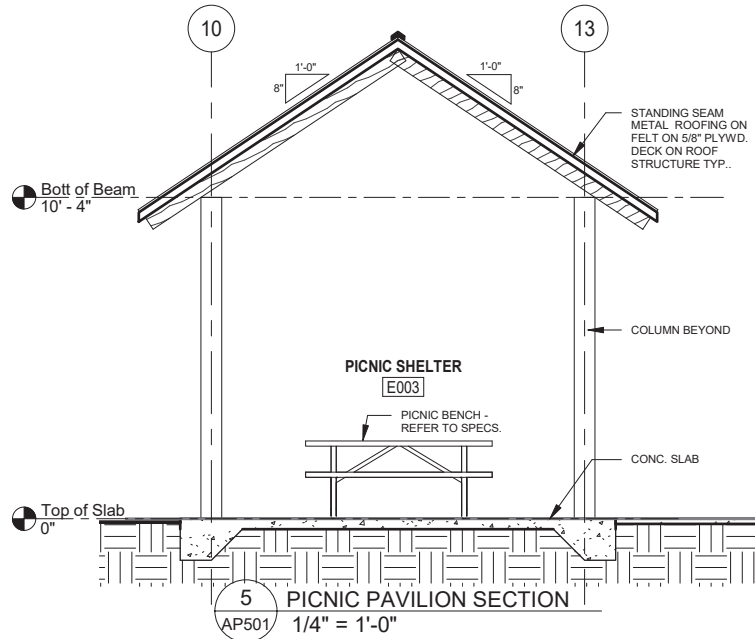 10
13
1'-0"
8"
1'-0"
8"
STANDING SEAM
METAL ROOFING ON
FELT ON 5/8" PLYWD.
DECK ON ROOF
STRUCTURE TYP..
Bott of Beam
10' - 4"
COLUMN BEYOND
PICNIC SHELTER
E003
PICNIC BENCH -
REFER TO SPECS.
CONC. SLAB
Top of Slab
0"
5
AP501
PICNIC PAVILION SECTION
1/4" = 1'-0"